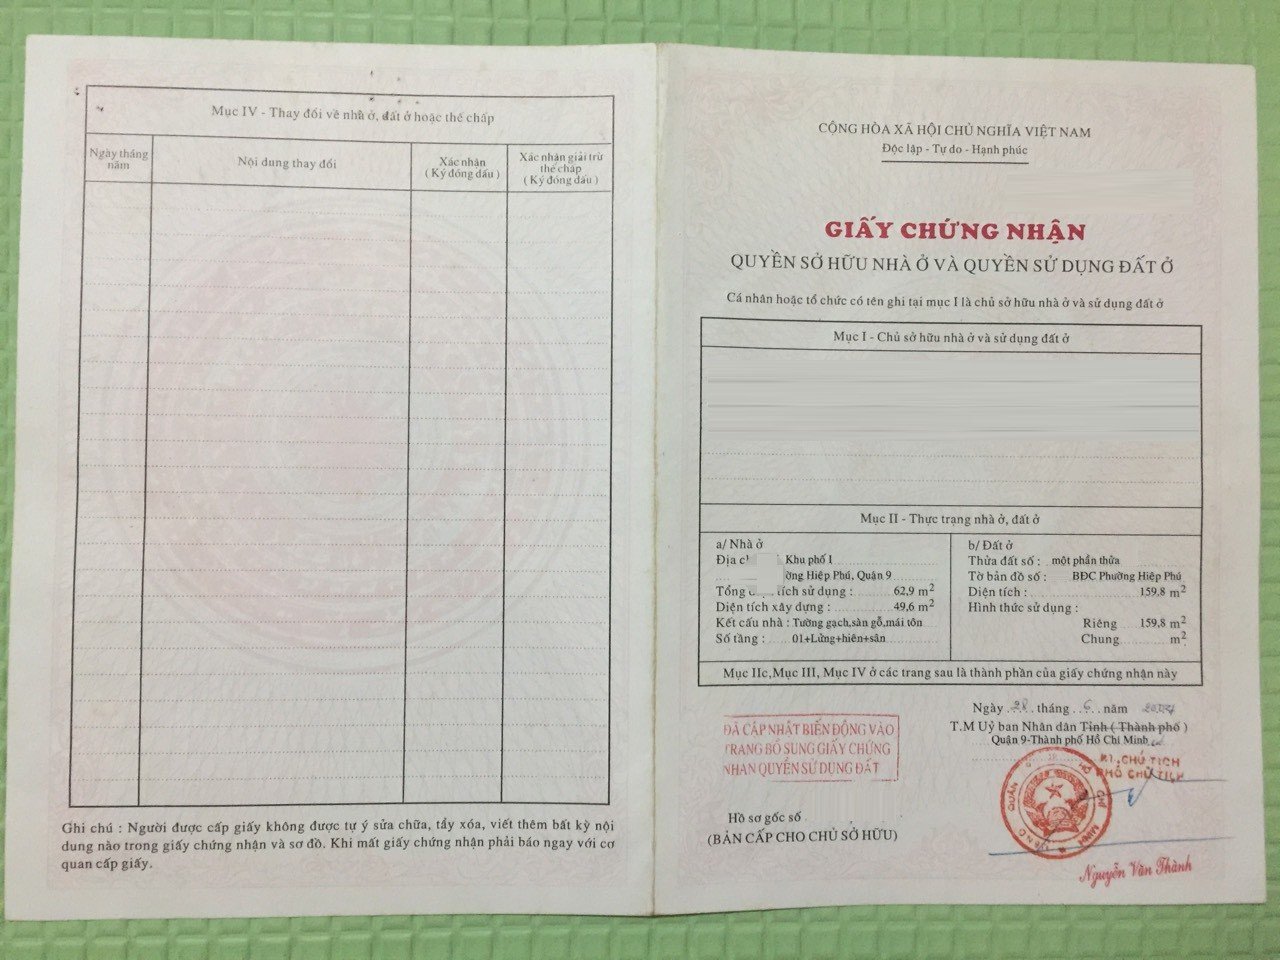 Mục IV - Thay đổi về nhà ở, đất ở hoặc thế chấp
Ngày tháng năm
Nội dung thay đổi
Xác nhận
( Ký đóng dấu )
Xác nhận giải trừ
thế chấp
( Ký đóng dấu )
Ghi chú : Người được cấp giấy không được tự ý sửa chữa, tẩy xóa, viết thêm bất kỳ nội
dung nào trong giấy chứng nhận và sơ đồ. Khi mất giấy chứng nhận phải báo ngay với cơ
quan cấp giấy.
CỘNG HÒA XÃ HỘI CHỦ NGHĨA VIỆT NAM
Độc lập - Tự do - Hạnh phúc
GIẤY CHỨNG NHẬN
QUYỀN SỞ HỮU NHÀ Ở VÀ QUYỀN SỬ DỤNG ĐẤT Ở
Cá nhân hoặc tổ chức có tên ghi tại mục I là chủ sở hữu nhà ở và sử dụng đất ở
Mục I - Chủ sở hữu nhà ở và sử dụng đất ở
Mục II - Thực trạng nhà ở, đất ở
a/ Nhà ở
Địa Khu phố 1
Hiệp Phú, Quận 9
Tổng tích sử dụng : 62,9 m2
Diện tích xây dựng : 49,6 m2
Kết cấu nhà : Tường gạch,sàn gỗ,mái tôn
Số tầng : 01+Lửng+hiên+sân
b/ Đất ở
Thửa đất số : một phần thửa
Tờ bản đồ số : BĐC Phường Hiệp Phú
Diện tích : 159,8 m2
Hình thức sử dụng :
Riêng 159,8 m2
Chung m2
Mục IIc,Mục III, Mục IV ở các trang sau là thành phần của giấy chứng nhận này
Ngày 28 tháng 6 năm
T.M Uỷ ban Nhân dân Tỉnh ( Thành phố )
Quận 9-Thành phố Hồ Chí Minh
ĐÃ CẬP NHẬT BIẾN ĐỘNG VÀO
TRANG BỔ SUNG GIẤY CHỨNG
NHẬN QUYỀN SỬ DỤNG ĐẤT
KT.CHỦ TỊCH
PHÓ CHỦ TỊCH
Hồ sơ gốc số
(BẢN CẤP CHO CHỦ SỞ HỮU)
Nguyễn Văn Thành